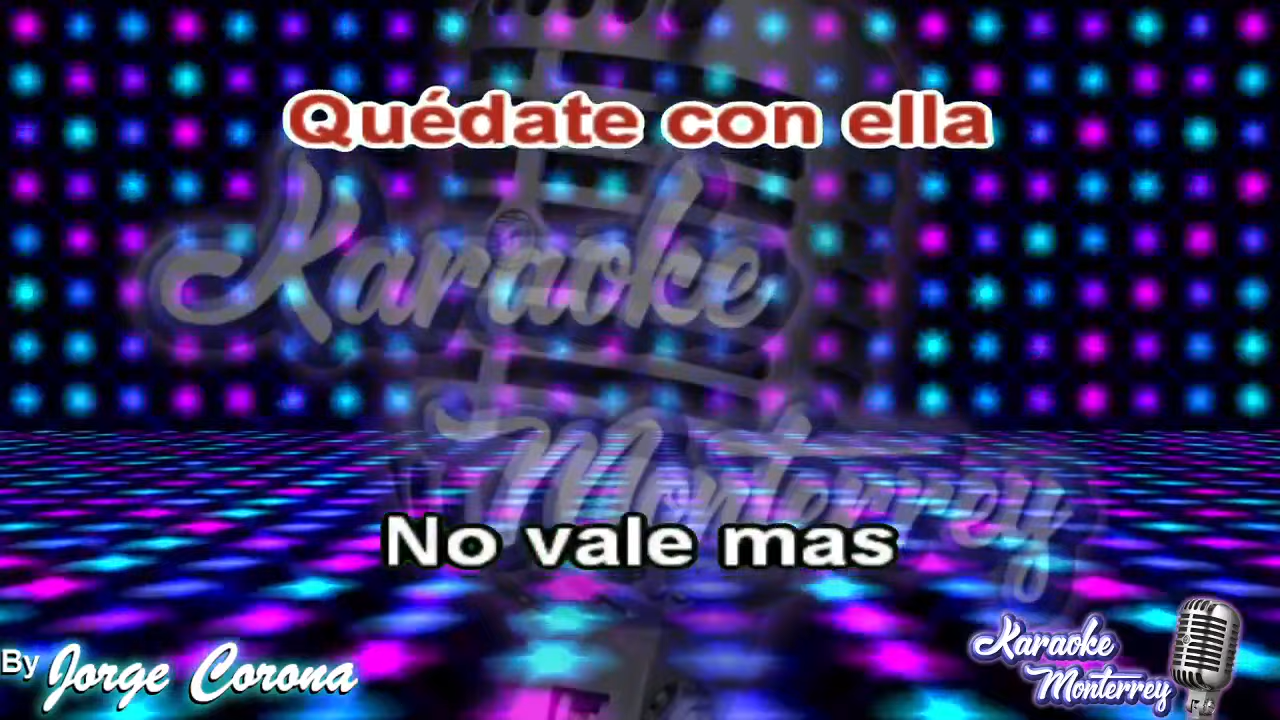 Quédate con ella
Karaoke
Monterrey
No vale mas
By Jorge Corona
Karaoke
Monterrey